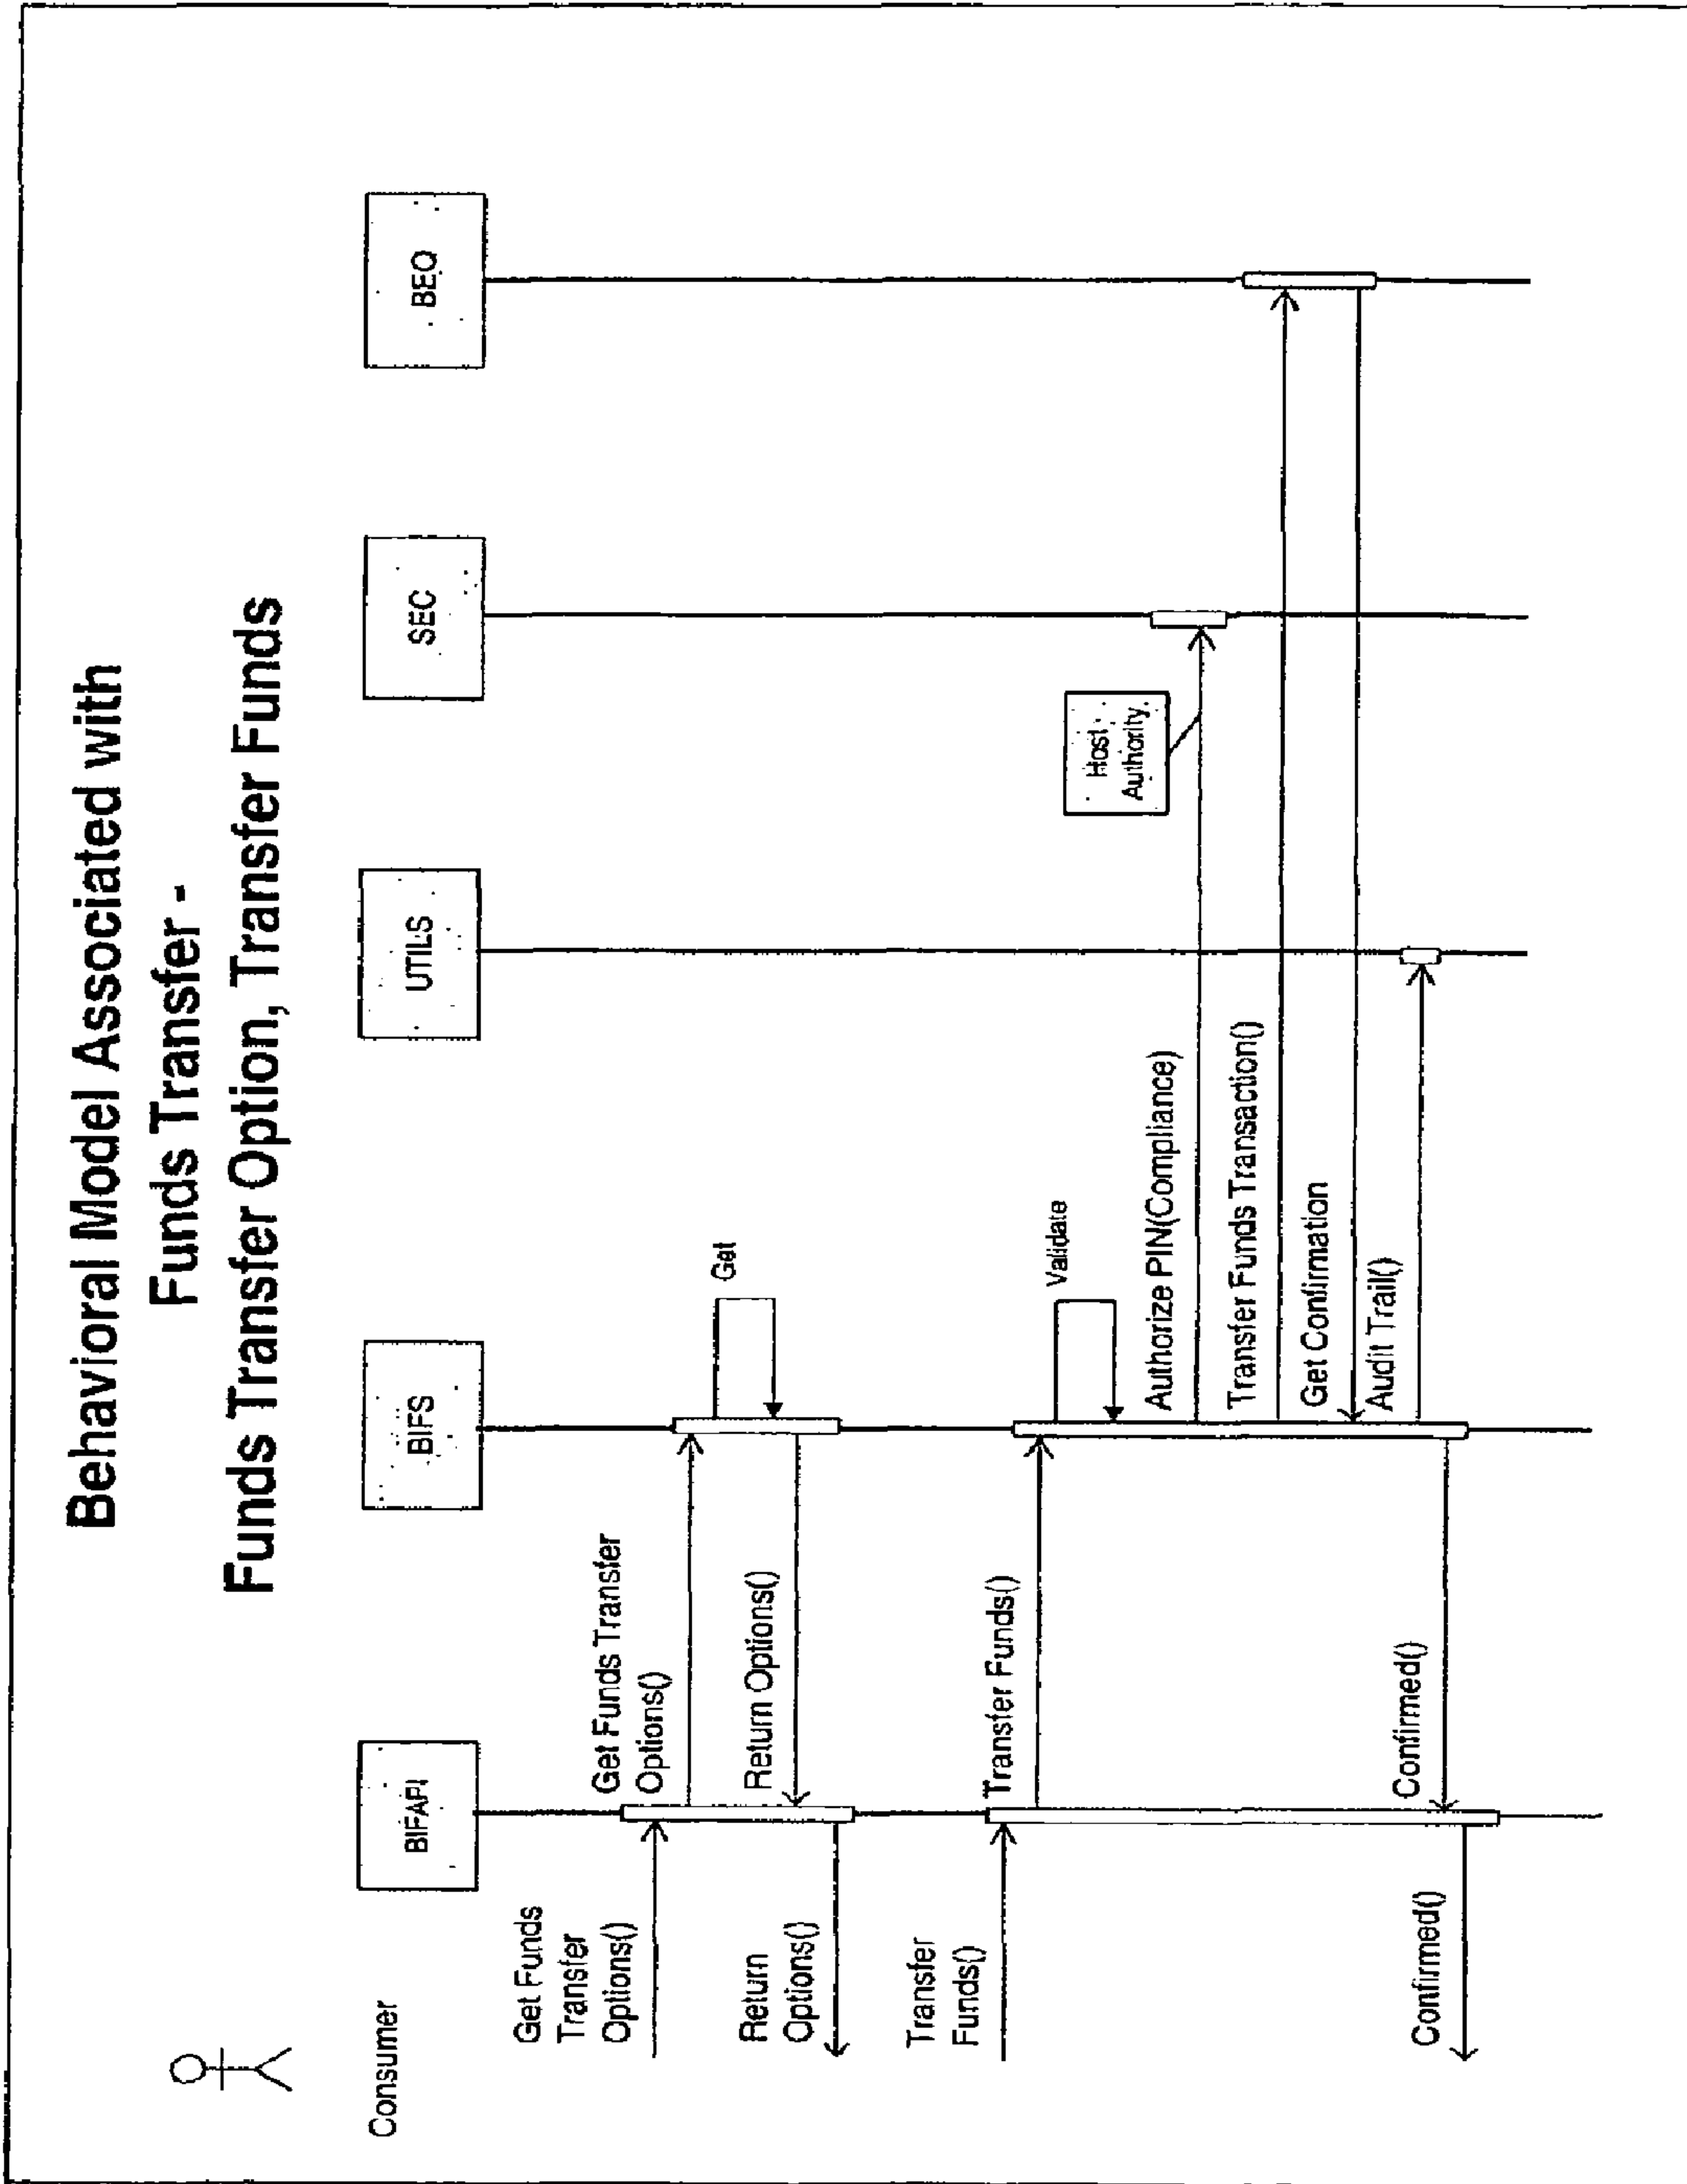 Behavioral Model Associated with
Funds Transfer -
Funds Transfer Option, Transfer Funds
Consumer
BIFAPI
BIFS
UTILS
SEC
BEQ
Get Funds
Transfer
Options()
Get Funds Transfer
Options()
Get
Return Options()
Return
Options()
Transfer
Funds()
Transfer Funds()
Validate
Host
Authority
Authorize PIN(Compliance)
Transfer Funds Transaction()
Get Confirmation
Audit Trail()
Confirmed()
Confirmed()